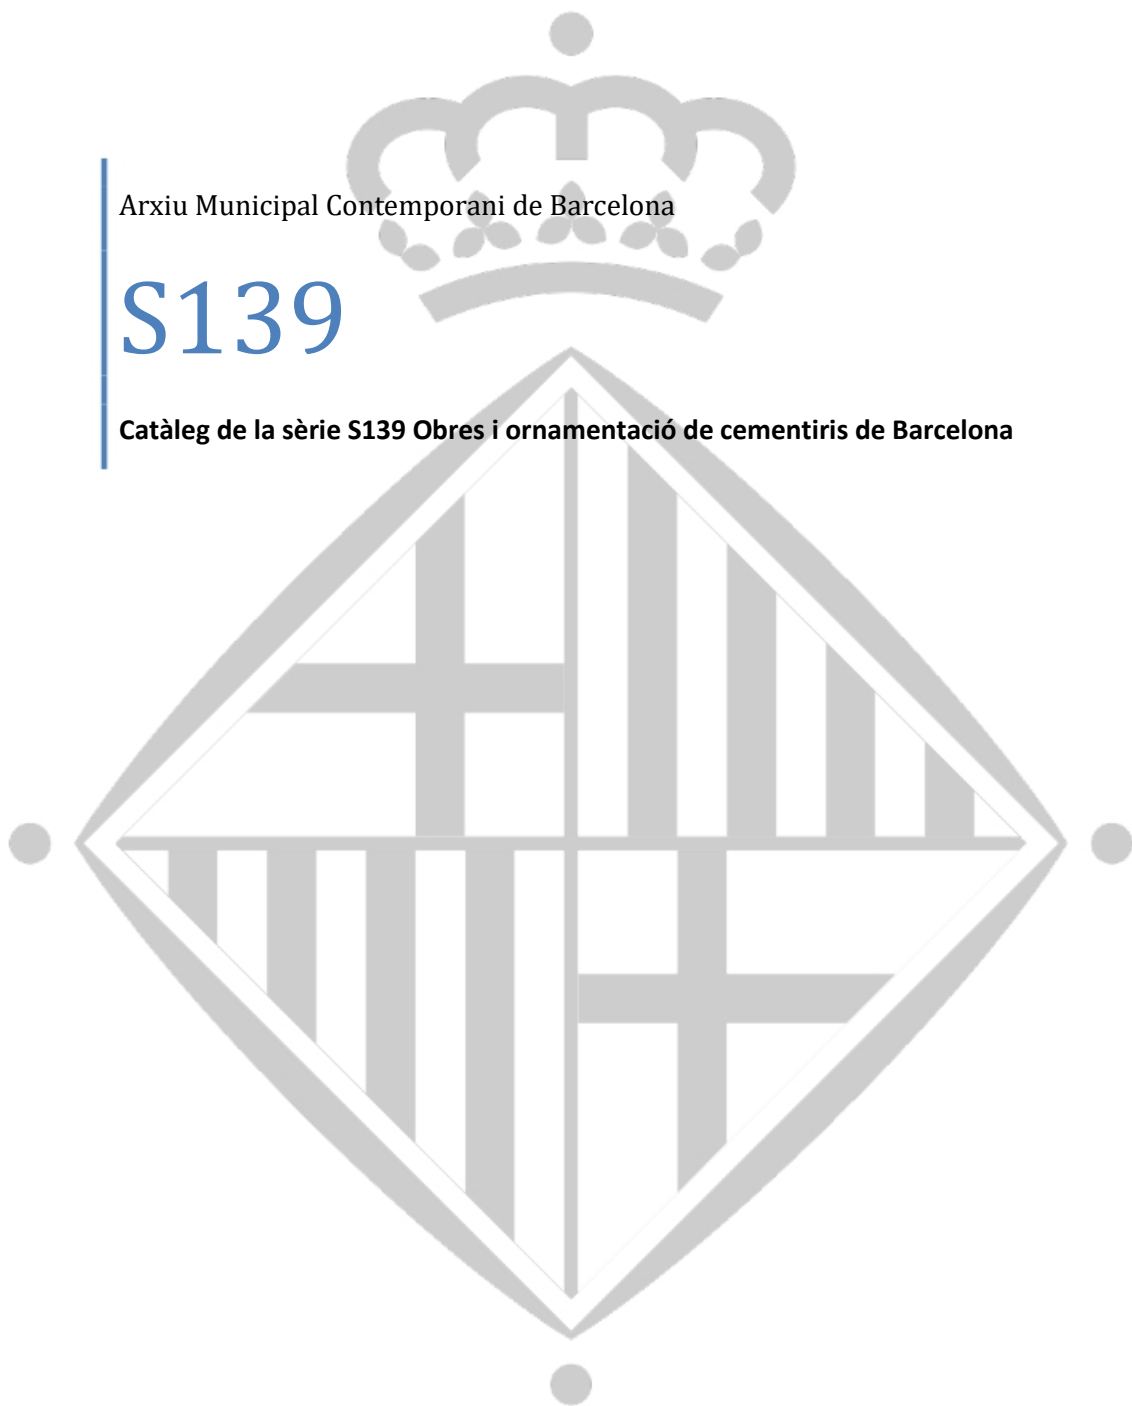 Arxiu Municipal Contemporani de Barcelona
S139
Catàleg de la sèrie S139 Obres i ornamentació de cementiris de Barcelona